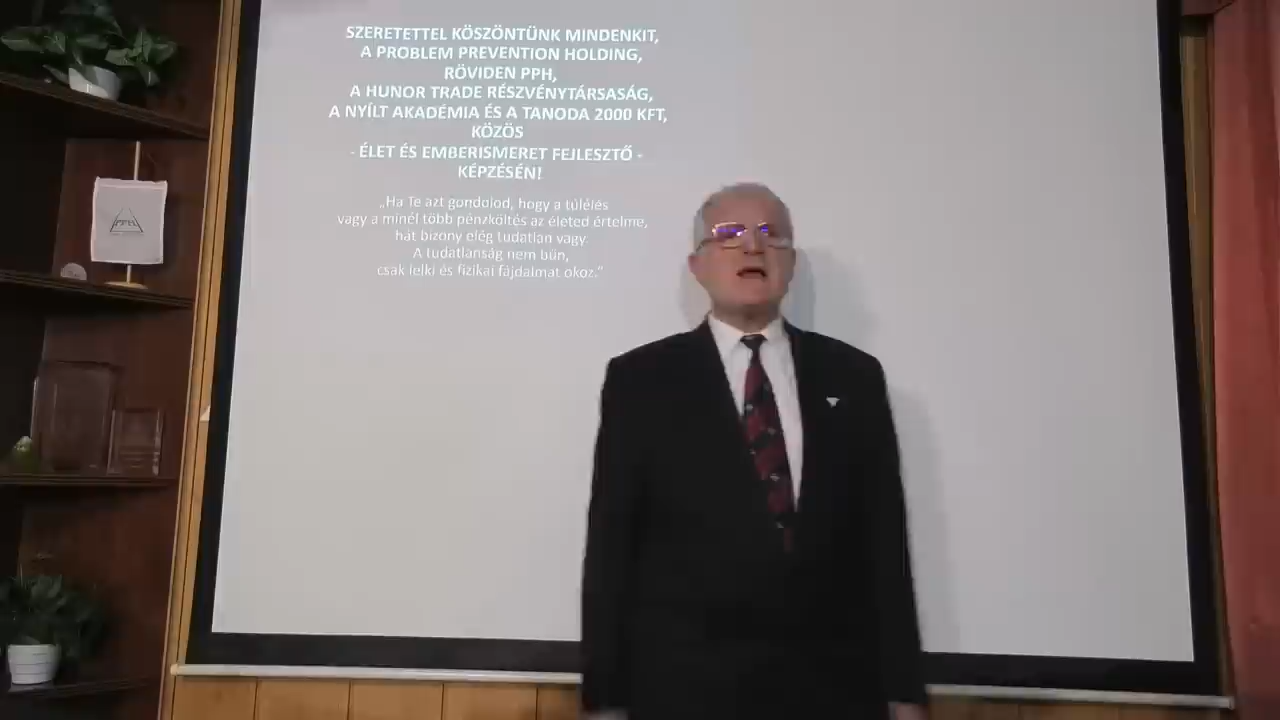 SZERETETTEL KÖSZÖNTÜNK MINDENKIT,
A PROBLEM PREVENTION HOLDING,
RÖVIDEN PPH,
A HUNOR TRADE RÉSZVÉNYTÁRSASÁG,
A NYÍLT AKADÉMIA ÉS A TANODA 2000 KFT,
KÖZÖS
- ÉLET ÉS EMBERISMERET FEJLESZTŐ -
KÉPZÉSÉN!
„Ha Te azt gondolod, hogy a túlélés
vagy a minél több pénzköltés az életed értelme,
hát bizony elég tudatlan vagy.
A tudatlanság nem bűn,
csak lelki és fizikai fájdalmat okoz."
PPH